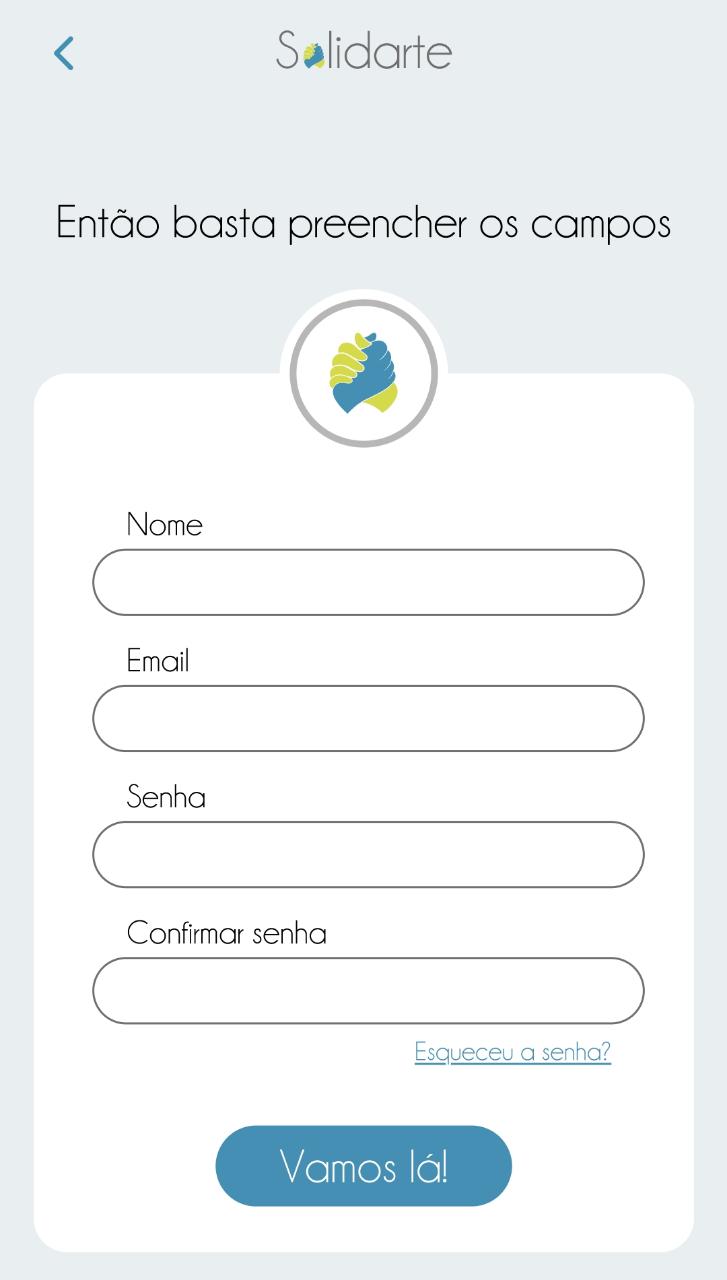 Solidarte
Então basta preencher os campos
Nome
Email
Senha
Confirmar senha
Esqueceu a senha?
Vamos lá!